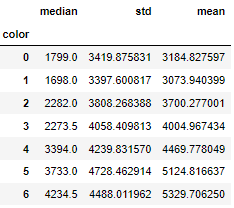 median std mean
color
0 1799.0 3419.875831 3184.827597
1 1698.0 3397.600817 3073.940399
2 2282.0 3808.268388 3700.277001
3 2273.5 4058.409813 4004.967434
4 3394.0 4239.831570 4469.778049
5 3733.0 4728.462914 5124.816637
6 4234.5 4488.011962 5329.706250